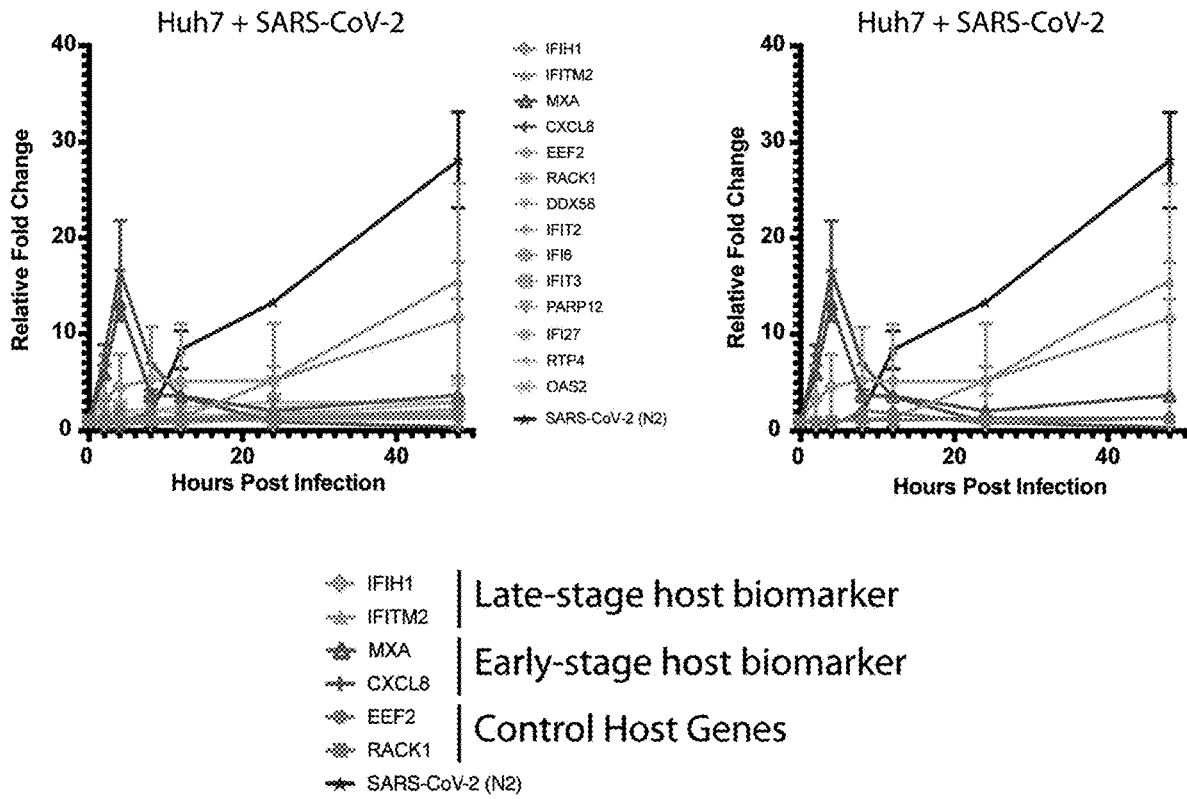 Huh7 + SARS-CoV-2
40
30
20
10
0
Relative Fold Change
0
20
40
Hours Post Infection
IFIH1
IFITM2
MXA
CXCL8
EEF2
RACK1
DDX58
IFIT2
IFI6
IFIT3
PARP12
IFI27
RTP4
OAS2
SARS-CoV-2 (N2)
Huh7 + SARS-CoV-2
40
30
20
10
0
Relative Fold Change
0
20
40
Hours Post Infection
IFIH1
IFITM2
Late-stage host biomarker
MXA
CXCL8
Early-stage host biomarker
EEF2
RACK1
Control Host Genes
SARS-CoV-2 (N2)